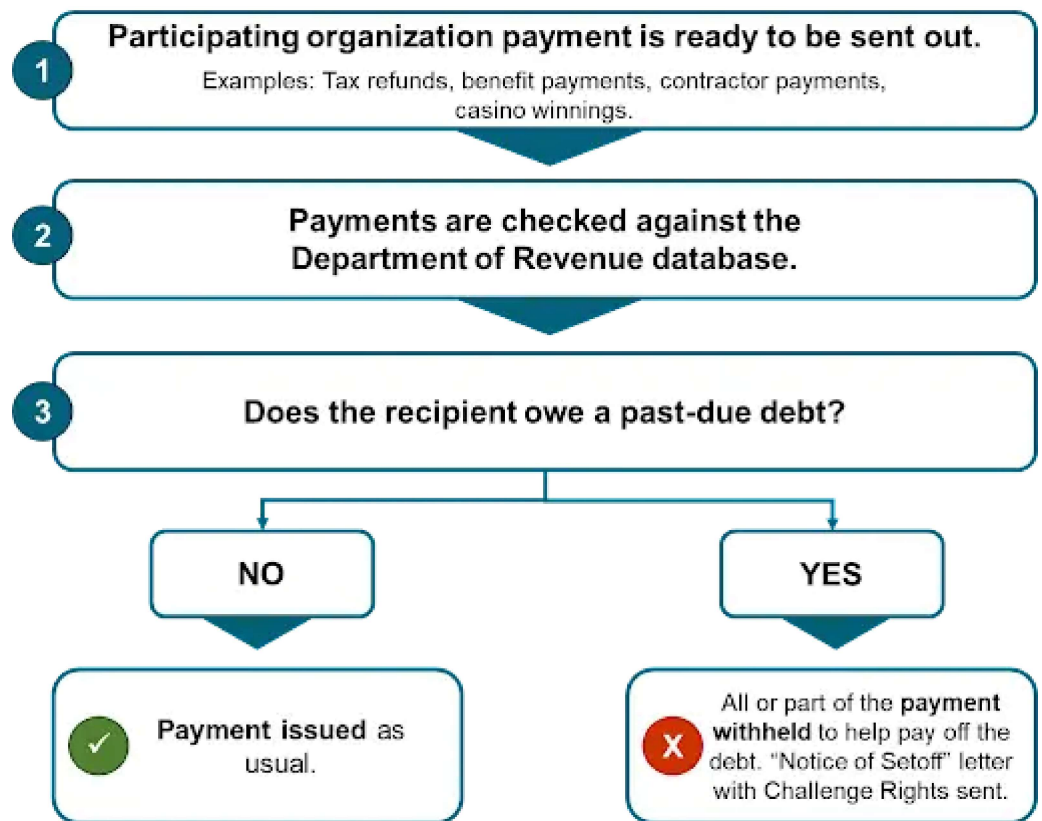 1
Participating organization payment is ready to be sent out.
Examples: Tax refunds, benefit payments, contractor payments,
casino winnings.
2
Payments are checked against the
Department of Revenue database.
3
Does the recipient owe a past-due debt?
NO
YES
✓
Payment issued as
usual.
X
All or part of the payment
withheld to help pay off the
debt. “Notice of Setoff” letter
with Challenge Rights sent.